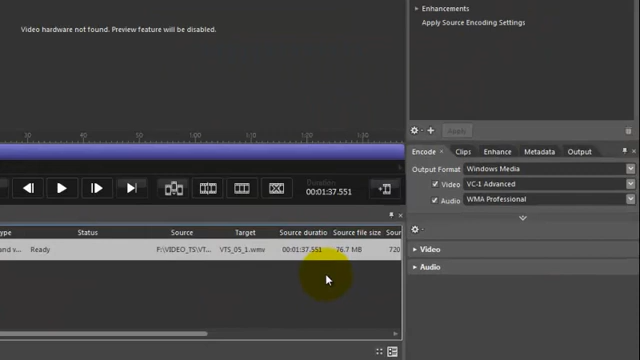 Enhancements
Apply Source Encoding Settings
Video hardware not found. Preview feature will be disabled.
Apply
Encode × Clips Enhance Metadata Output
Output Format Windows Media
Video VC-1 Advanced
Audio WMA Professional
Duration
00:01:37.551
ype Status Source Target Source duratio Source file size Sour
and v... Ready F:\VIDEO_TS\VT... VTS_05_1.wmv 00:01:37.551 76.7 MB 720
Video
Audio